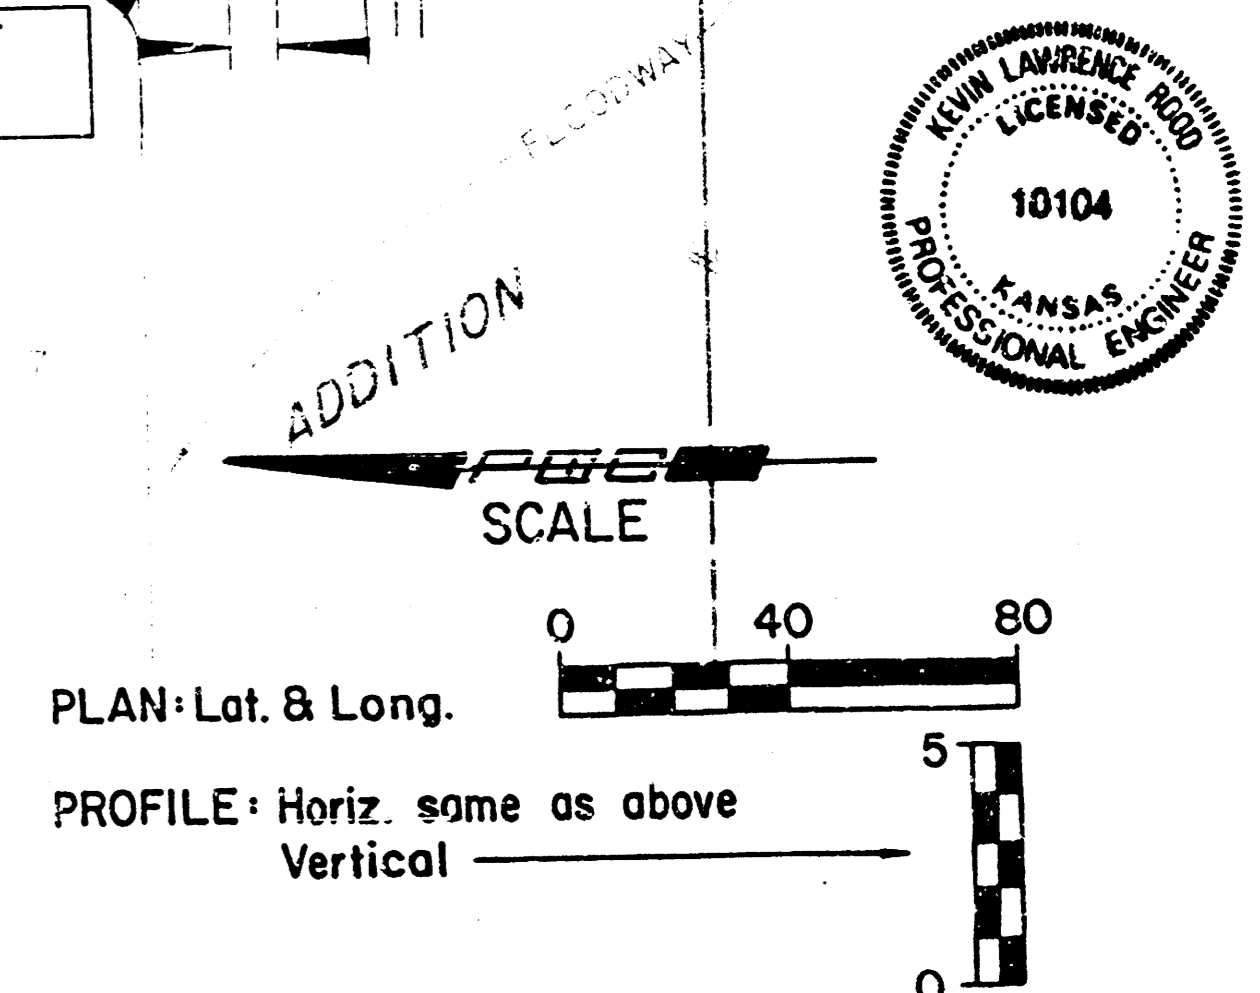 FLOODWAY
KEVIN LAWRENCE ROOD
LICENSED
10104
KANSAS
PROFESSIONAL ENGINEER
ADDITION
SCALE
0 40 80
PLAN: Lat. & Long.
5
PROFILE: Horiz. same as above
Vertical
0